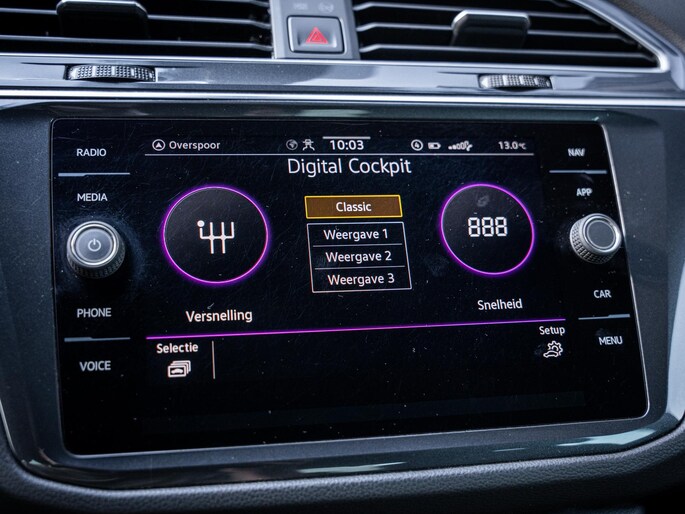 RADIO
MEDIA
PHONE
VOICE
Overspoor
10:03
4
13.0°C
Digital Cockpit
Classic
Weergave 1
Weergave 2
Weergave 3
888
Versnelling
Snelheid
Selectie
Setup
NAV
APP
CAR
MENU